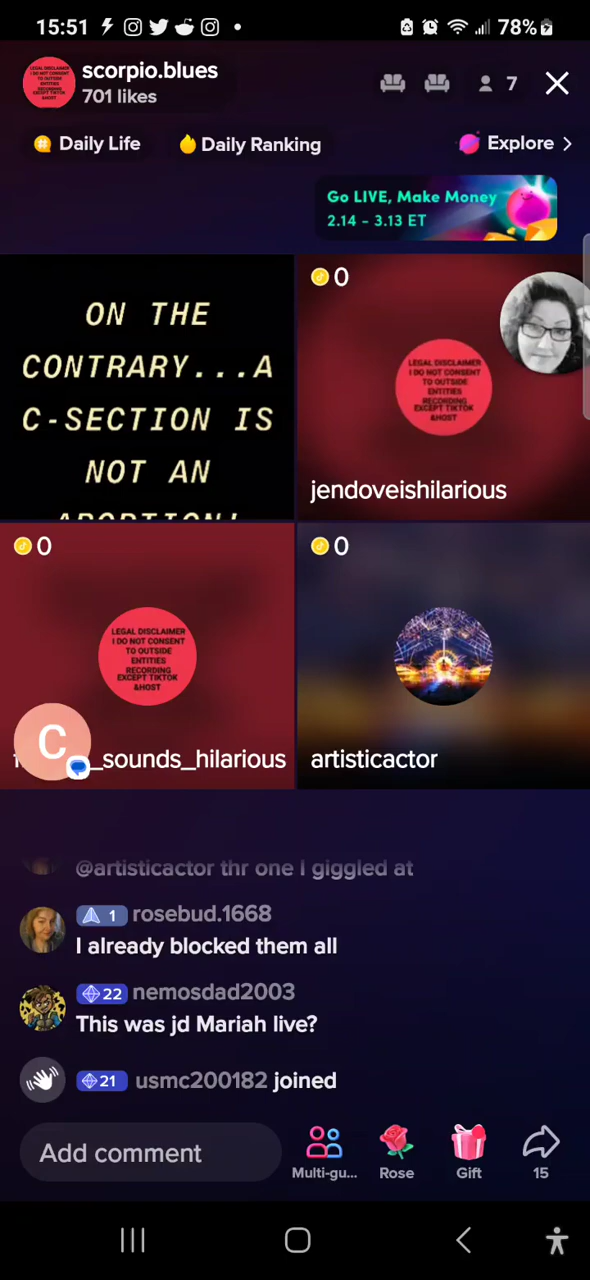 15:51
78%
scorpio.blues
701 likes
7
Daily Life
Daily Ranking
Explore
Go LIVE, Make Money
2.14 - 3.13 ET
ON THE
CONTRARY...A
C-SECTION IS
NOT AN
ABORTION!
0
LEGAL DISCLAIMER
I DO NOT CONSENT
TO OUTSIDE
ENTITIES
RECORDING
EXCEPT TIKTOK
&HOST
jendoveishilarious
0
LEGAL DISCLAIMER
I DO NOT CONSENT
TO OUTSIDE
ENTITIES
RECORDING
EXCEPT TIKTOK
&HOST
C
_sounds_hilarious
0
artisticactor
@artisticactor thr one I giggled at
1 rosebud.1668
I already blocked them all
22 nemosdad2003
This was jd Mariah live?
21 usmc200182 joined
Add comment
Multi-gu...
Rose
Gift
15